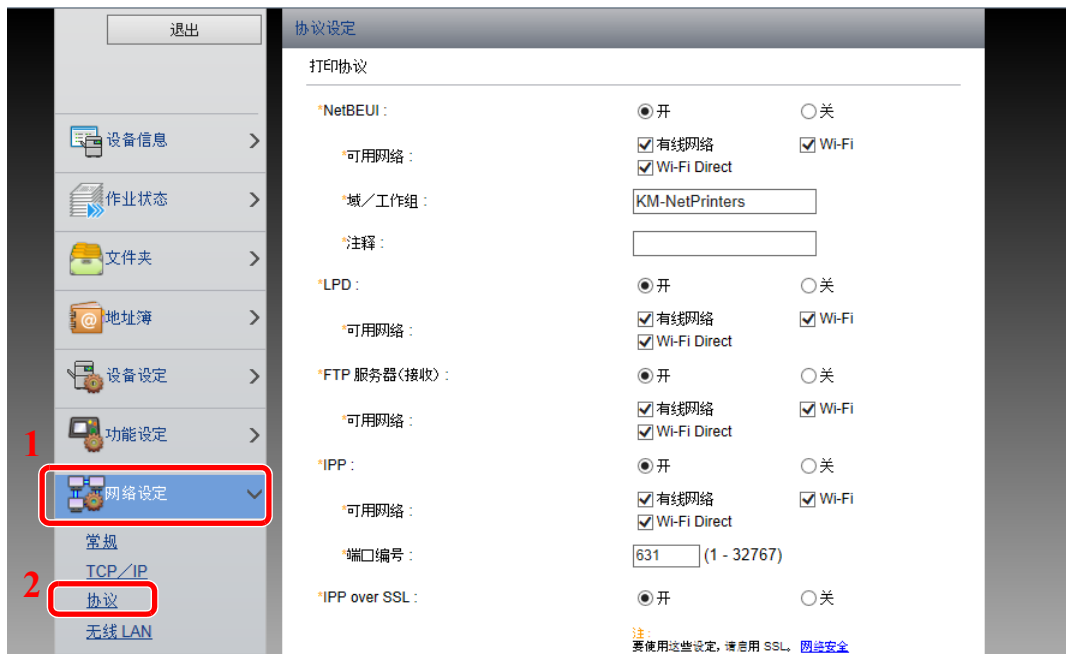 退出
设备信息
作业状态
文件夹
地址簿
设备设定
功能设定
1
网络设定
常规
TCP／IP
2
协议
无线 LAN
协议设定
打印协议
*NetBEUI :
开 关
*可用网络 :
有线网络 Wi-Fi
Wi-Fi Direct
*域／工作组 :
KM-NetPrinters
*注释 :
*LPD :
开 关
*可用网络 :
有线网络 Wi-Fi
Wi-Fi Direct
*FTP 服务器(接收) :
开 关
*可用网络 :
有线网络 Wi-Fi
Wi-Fi Direct
*IPP :
开 关
*可用网络 :
有线网络 Wi-Fi
Wi-Fi Direct
*端口编号 :
631 (1 - 32767)
*IPP over SSL :
开 关
注 :
要使用这些设定, 请启用 SSL。 网络安全